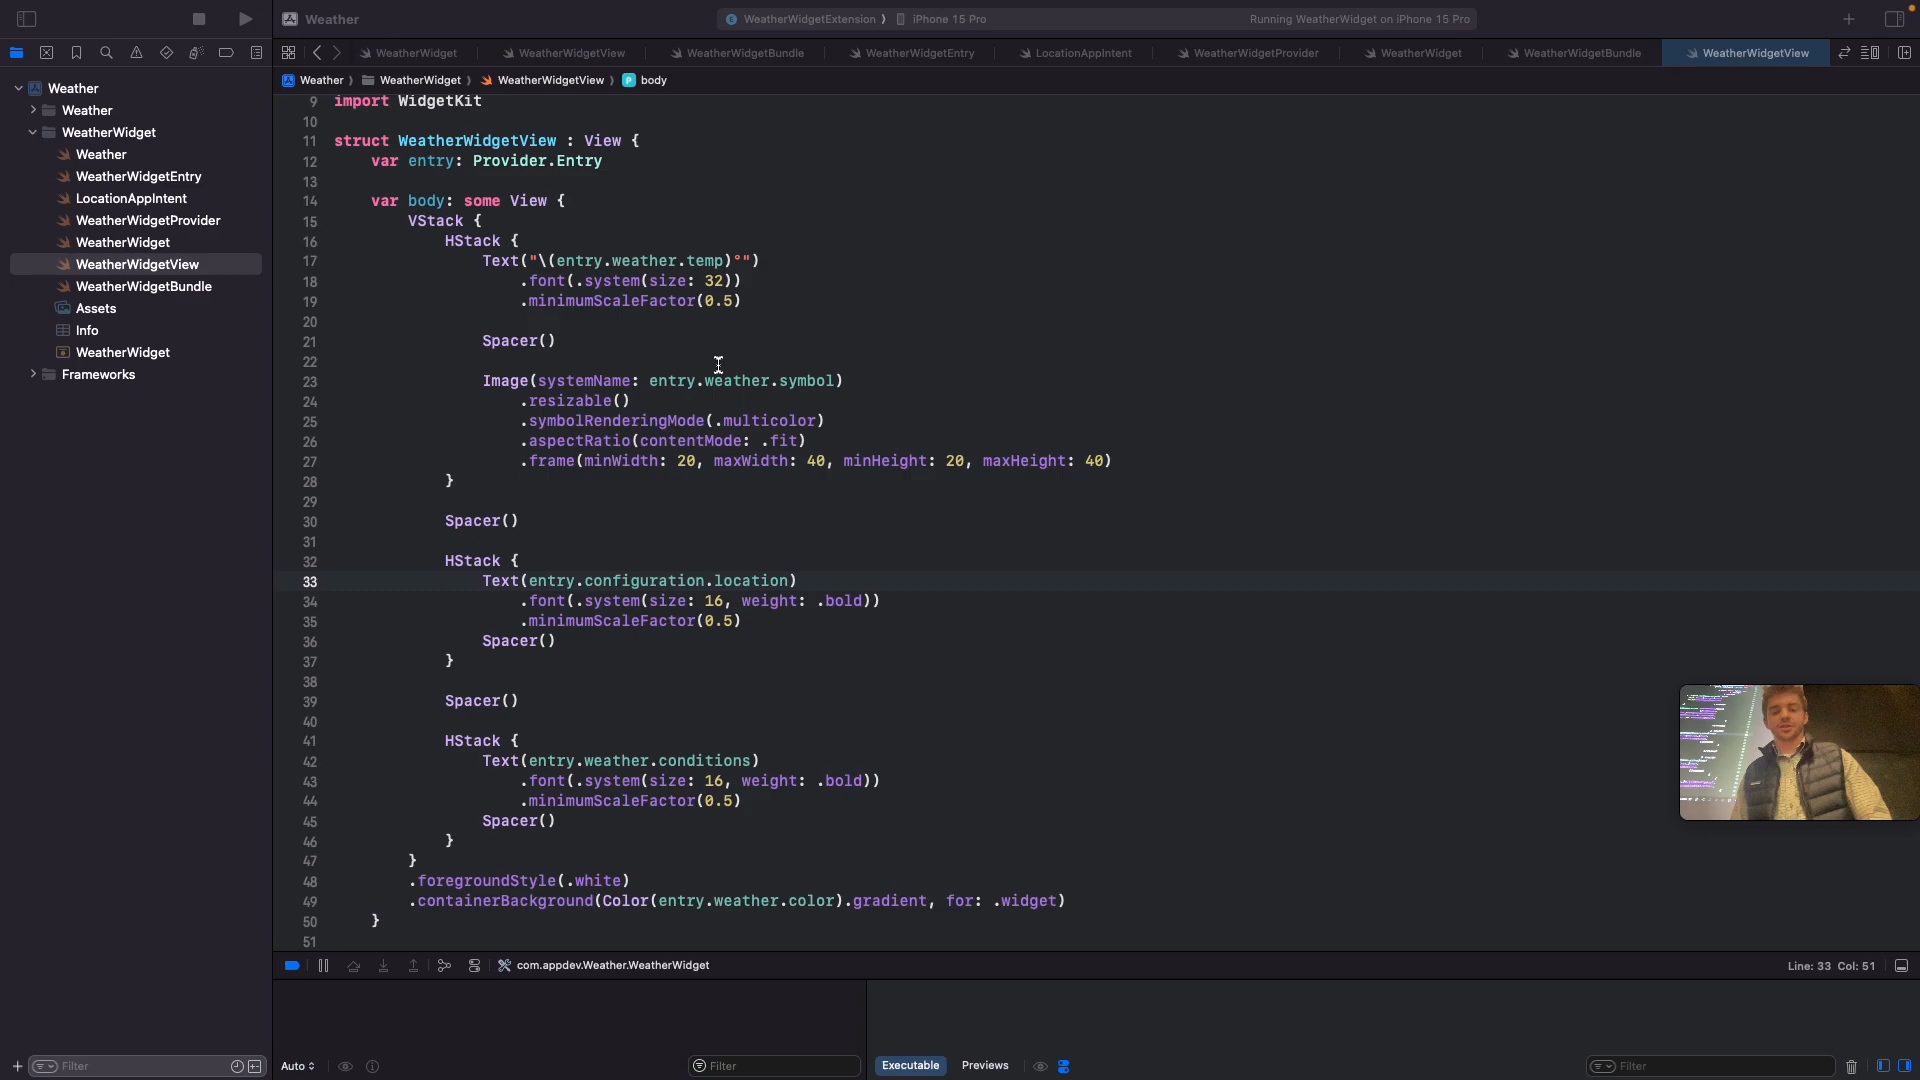 Weather
WeatherWidgetExtension ⟩ iPhone 15 Pro
Running WeatherWidget on iPhone 15 Pro
WeatherWidget
WeatherWidgetView
WeatherWidgetBundle
WeatherWidgetEntry
LocationAppIntent
WeatherWidgetProvider
WeatherWidget
WeatherWidgetBundle
WeatherWidgetView
Weather ⟩ WeatherWidget ⟩ WeatherWidgetView ⟩ P body
Weather
Weather
WeatherWidget
Weather
WeatherWidgetEntry
LocationAppIntent
WeatherWidgetProvider
WeatherWidget
WeatherWidgetView
WeatherWidgetBundle
Assets
Info
WeatherWidget
Frameworks
9 import WidgetKit
10
11 struct WeatherWidgetView : View {
12 var entry: Provider.Entry
13
14 var body: some View {
15 VStack {
16 HStack {
17 Text("\(entry.weather.temp)°")
18 .font(.system(size: 32))
19 .minimumScaleFactor(0.5)
20
21 Spacer()
22
23 Image(systemName: entry.weather.symbol)
24 .resizable()
25 .symbolRenderingMode(.multicolor)
26 .aspectRatio(contentMode: .fit)
27 .frame(minWidth: 20, maxWidth: 40, minHeight: 20, maxHeight: 40)
28 }
29
30 Spacer()
31
32 HStack {
33 Text(entry.configuration.location)
34 .font(.system(size: 16, weight: .bold))
35 .minimumScaleFactor(0.5)
36 Spacer()
37 }
38
39 Spacer()
40
41 HStack {
42 Text(entry.weather.conditions)
43 .font(.system(size: 16, weight: .bold))
44 .minimumScaleFactor(0.5)
45 Spacer()
46 }
47 }
48 .foregroundStyle(.white)
49 .containerBackground(Color(entry.weather.color).gradient, for: .widget)
50 }
51
com.appdev.Weather.WeatherWidget
Line: 33 Col: 51
Filter
Auto
Filter
Executable
Previews
Filter